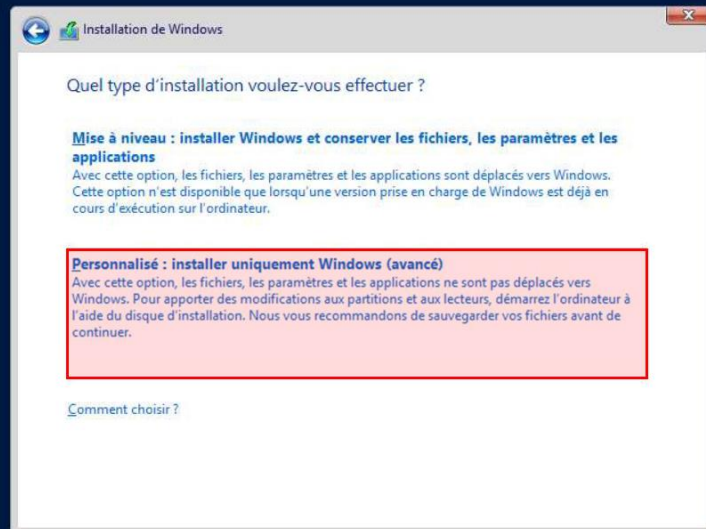 Installation de Windows
Quel type d'installation voulez-vous effectuer ?
Mise à niveau : installer Windows et conserver les fichiers, les paramètres et les
applications
Avec cette option, les fichiers, les paramètres et les applications sont déplacés vers Windows.
Cette option n'est disponible que lorsqu'une version prise en charge de Windows est déjà en
cours d'exécution sur l'ordinateur.
Personnalisé : installer uniquement Windows (avancé)
Avec cette option, les fichiers, les paramètres et les applications ne sont pas déplacés vers
Windows. Pour apporter des modifications aux partitions et aux lecteurs, démarrez l'ordinateur à
l'aide du disque d'installation. Nous vous recommandons de sauvegarder vos fichiers avant de
continuer.
Comment choisir ?